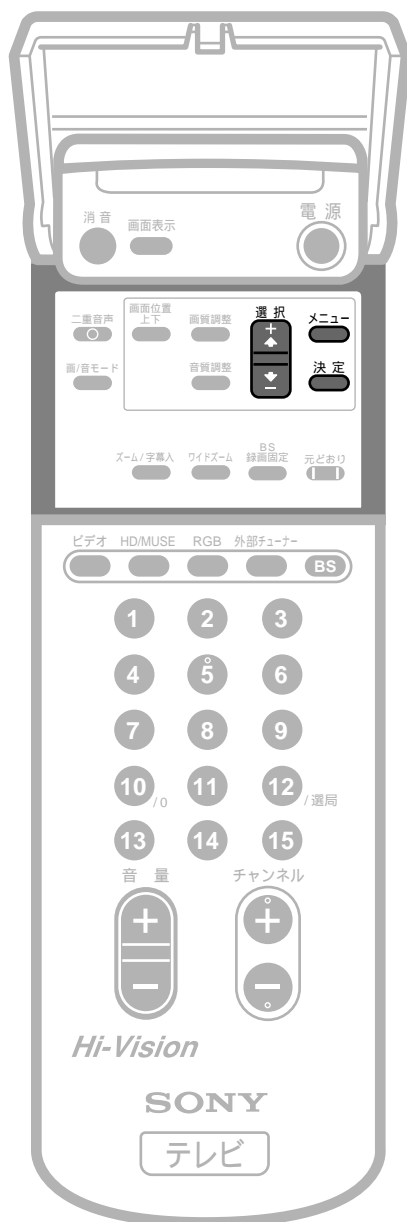 消音 画面表示 電源
二重音声 画面位置上下 画質調整 選択 メニュー
+
画/音モード 音質調整 決定
−
ズーム/字幕入 ワイドズーム BS録画固定 元どおり
ビデオ HD/MUSE RGB 外部チューナー BS
1 2 3
4 5 6
7 8 9
10/0 11 12/選局
13 14 15
音量 チャンネル
+ +
− −
Hi-Vision
SONY
テレビ